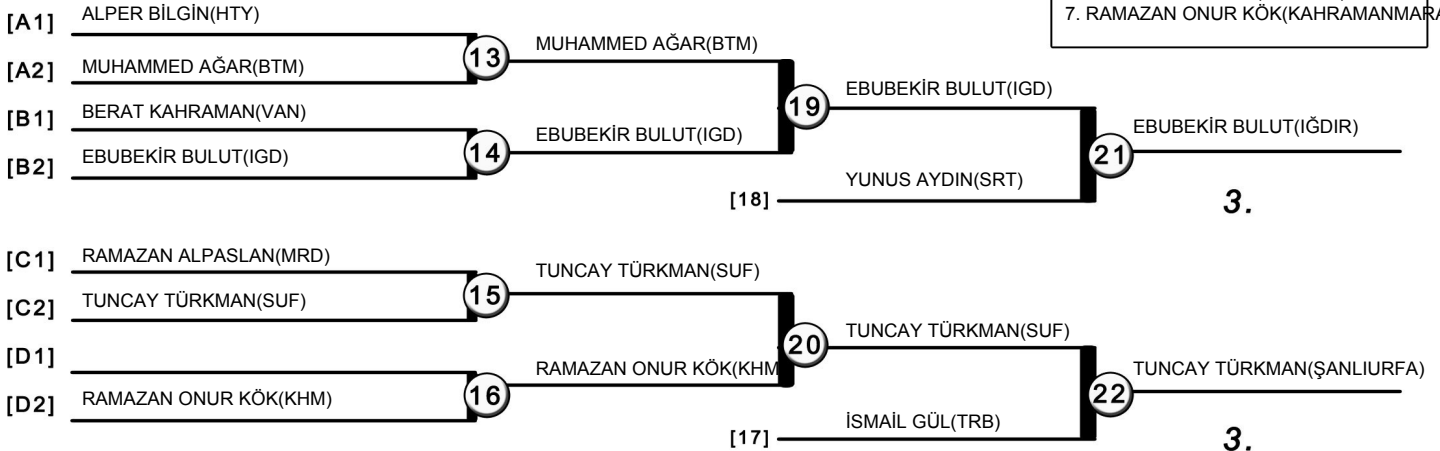 7. RAMAZAN ONUR KÖK(KAHRAMANMARA
[A1] ALPER BİLGİN(HTY)
[A2] MUHAMMED AĞAR(BTM)
13
MUHAMMED AĞAR(BTM)
[B1] BERAT KAHRAMAN(VAN)
[B2] EBUBEKİR BULUT(IGD)
14
EBUBEKİR BULUT(IGD)
19
EBUBEKİR BULUT(IGD)
[18] YUNUS AYDIN(SRT)
21
EBUBEKİR BULUT(IĞDIR)
3.
[C1] RAMAZAN ALPASLAN(MRD)
[C2] TUNCAY TÜRKMAN(SUF)
15
TUNCAY TÜRKMAN(SUF)
[D1]
[D2] RAMAZAN ONUR KÖK(KHM)
16
RAMAZAN ONUR KÖK(KHM
20
TUNCAY TÜRKMAN(SUF)
[17] İSMAİL GÜL(TRB)
22
TUNCAY TÜRKMAN(ŞANLIURFA)
3.